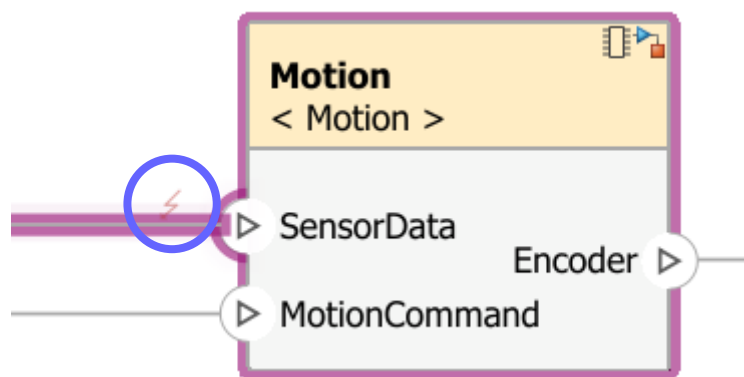 Motion
< Motion >
SensorData
Encoder
MotionCommand